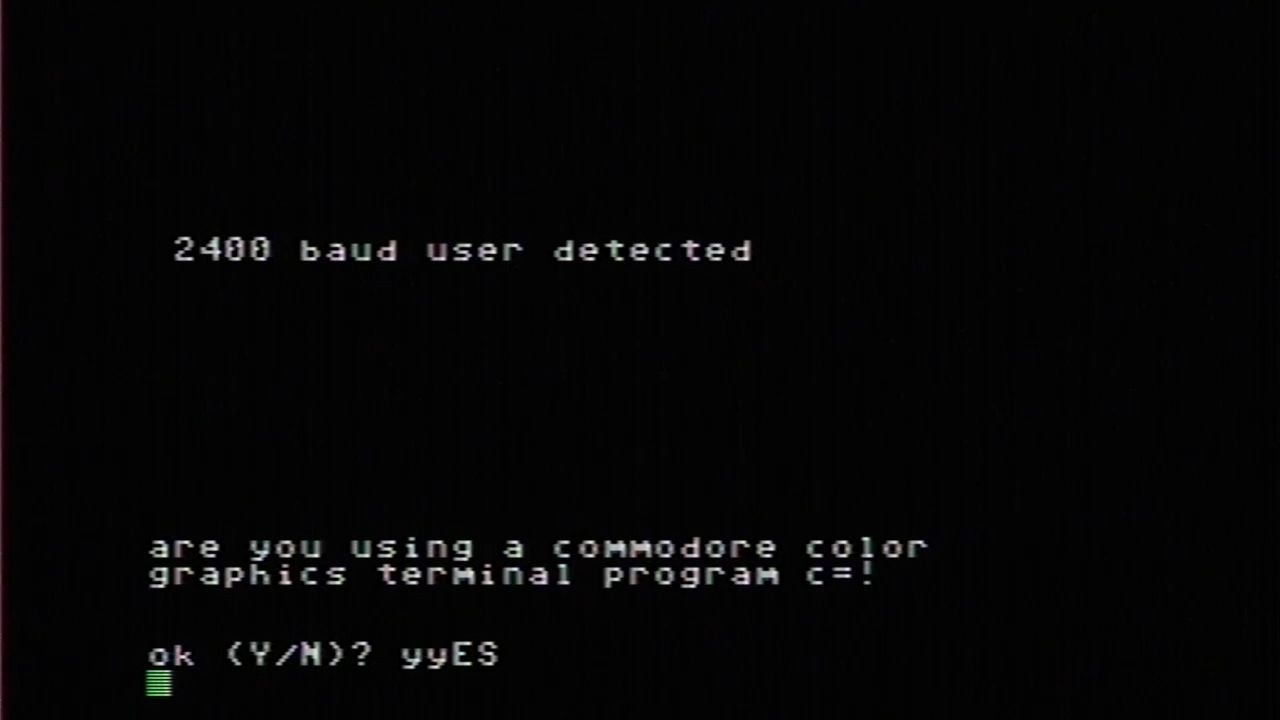 2400 baud user detected
are you using a commodore color
graphics terminal program c=!
ok (Y/N)? yyES